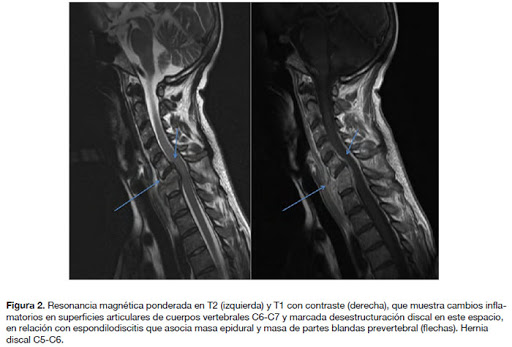 Figura 2. Resonancia magnética ponderada en T2 (izquierda) y T1 con contraste (derecha), que muestra cambios infla-
matorios en superficies articulares de cuerpos vertebrales C6-C7 y marcada desestructuración discal en este espacio,
en relación con espondilodiscitis que asocia masa epidural y masa de partes blandas prevertebral (flechas). Hernia
discal C5-C6.